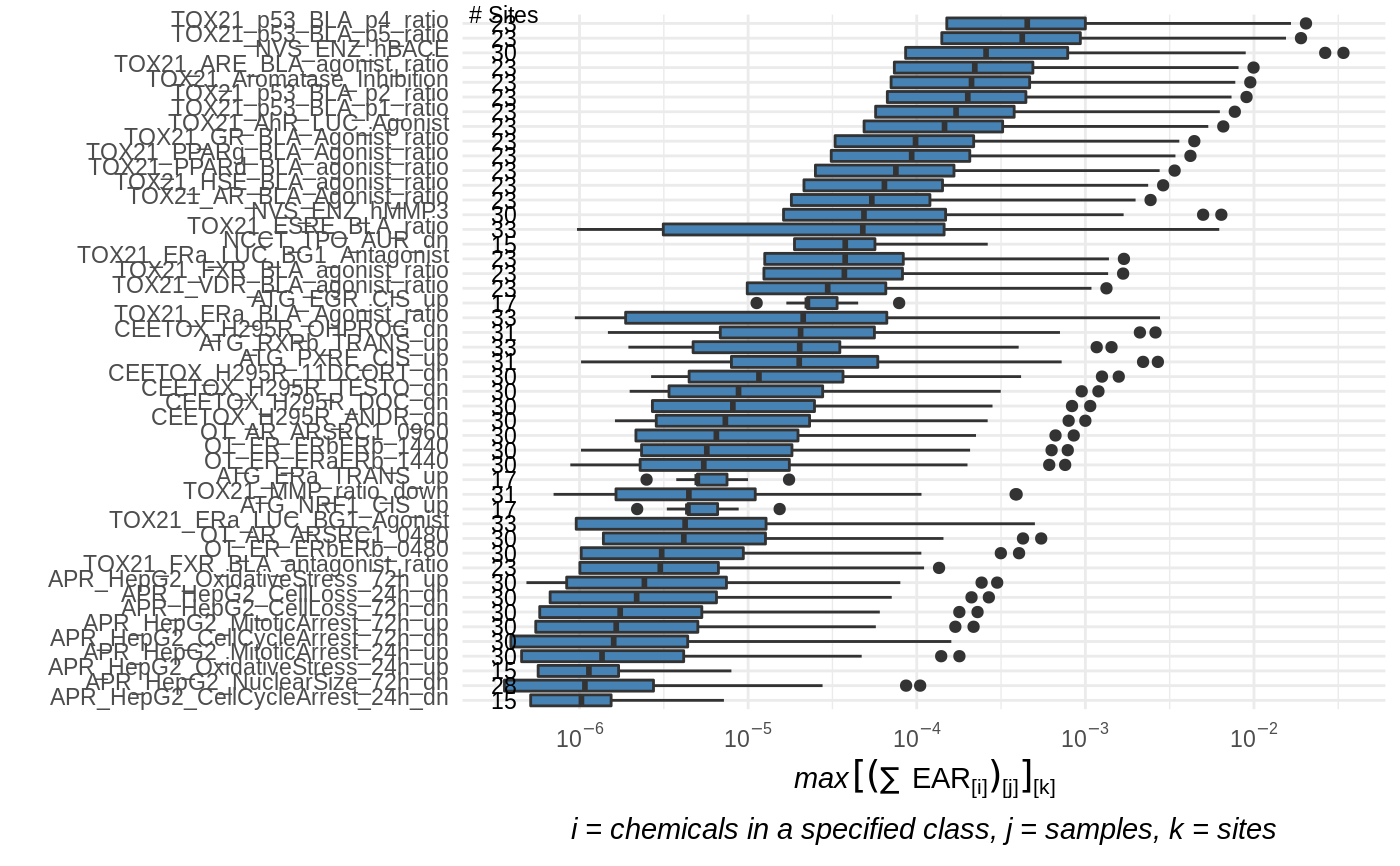 # Sites
TOX21_p53_BLA_p4_ratio 23
TOX21_p53_BLA_p5_ratio 23
NVS_ENZ_hBACE 30
TOX21_ARE_BLA_agonist_ratio 23
TOX21_Aromatase_Inhibition 23
TOX21_p53_BLA_p2_ratio 23
TOX21_p53_BLA_p1_ratio 23
TOX21_AhR_LUC_Agonist 23
TOX21_GR_BLA_Agonist_ratio 23
TOX21_PPARg_BLA_Agonist_ratio 23
TOX21_PPARd_BLA_agonist_ratio 23
TOX21_HSE_BLA_agonist_ratio 23
TOX21_AR_BLA_Agonist_ratio 23
NVS_ENZ_hMMP3 30
TOX21_ESRE_BLA_ratio 33
NCCT_TPO_AUR_dn 15
TOX21_ERa_LUC_BG1_Antagonist 23
TOX21_FXR_BLA_agonist_ratio 23
TOX21_VDR_BLA_agonist_ratio 23
ATG_EGR_CIS_up 17
TOX21_ERa_BLA_Agonist_ratio 33
CEETOX_H295R_OHPROG_dn 31
ATG_RXRb_TRANS_up 33
ATG_PXRE_CIS_up 31
CEETOX_H295R_11DCORT_dn 30
CEETOX_H295R_TESTO_dn 30
CEETOX_H295R_DOC_dn 30
CEETOX_H295R_ANDR_dn 30
OT_AR_ARSRC1_0960 30
OT_ER_ERbERb_1440 30
OT_ER_ERaERb_1440 30
ATG_ERa_TRANS_up 17
TOX21_MMP_ratio_down 31
ATG_NRF1_CIS_up 17
TOX21_ERa_LUC_BG1_Agonist 33
OT_AR_ARSRC1_0480 30
OT_ER_ERbERb_0480 30
TOX21_FXR_BLA_antagonist_ratio 23
APR_HepG2_OxidativeStress_72h_up 30
APR_HepG2_CellLoss_24h_dn 30
APR_HepG2_CellLoss_72h_dn 30
APR_HepG2_MitoticArrest_72h_up 30
APR_HepG2_CellCycleArrest_72h_dn 30
APR_HepG2_MitoticArrest_24h_up 30
APR_HepG2_OxidativeStress_24h_up 15
APR_HepG2_NuclearSize_72h_dn 28
APR_HepG2_CellCycleArrest_24h_dn 15
10⁻⁶ 10⁻⁵ 10⁻⁴ 10⁻³ 10⁻²
max[(∑ EAR[i])[j]][k]
i = chemicals in a specified class, j = samples, k = sites